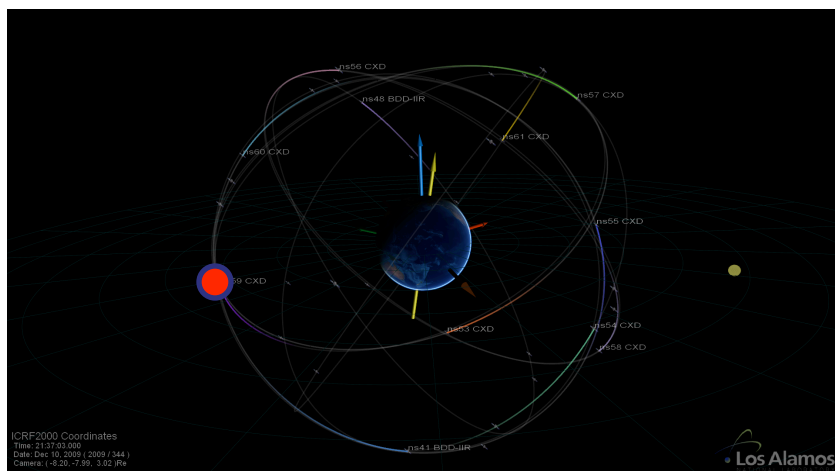 ns56 CXD
ns57 CXD
ns48 BDD-IIR
ns61 CXD
ns60 CXD
ns55 CXD
59 CXD
ns53 CXD
ns54 CXD
ns58 CXD
ns41 BDD-IIR
ICRF2000 Coordinates
Time: 21:37:03.000
Date: Dec 10, 2009 ( 2009 / 344 )
Camera: ( -8.20, -7.99, 3.02 )Re
Los Alamos